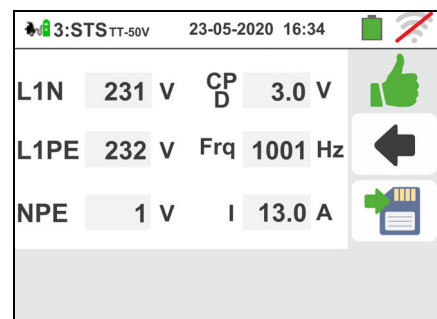 3:STS TT-50V 23-05-2020 16:34
L1N 231 V CP D 3.0 V
L1PE 232 V Frq 1001 Hz
NPE 1 V I 13.0 A